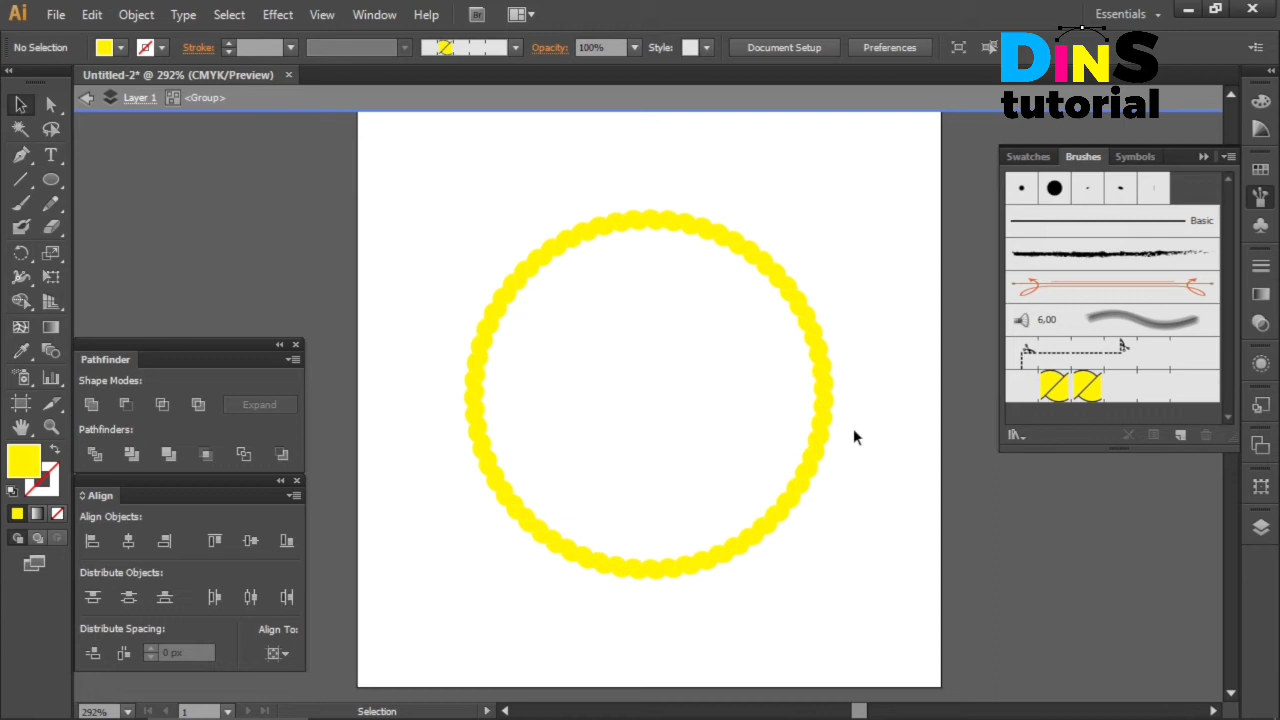 Ai File Edit Object Type Select Effect View Window Help Br Essentials
No Selection Stroke: Opacity: 100% Style: Document Setup Preferences
DiNS
tutorial
Untitled-2* @ 292% (CMYK/Preview)
Layer 1 <Group>
Swatches Brushes Symbols
Basic
6,00
Pathfinder
Shape Modes:
Expand
Pathfinders:
Align
Align Objects:
Distribute Objects:
Distribute Spacing: Align To:
0 px
292% 1 Selection